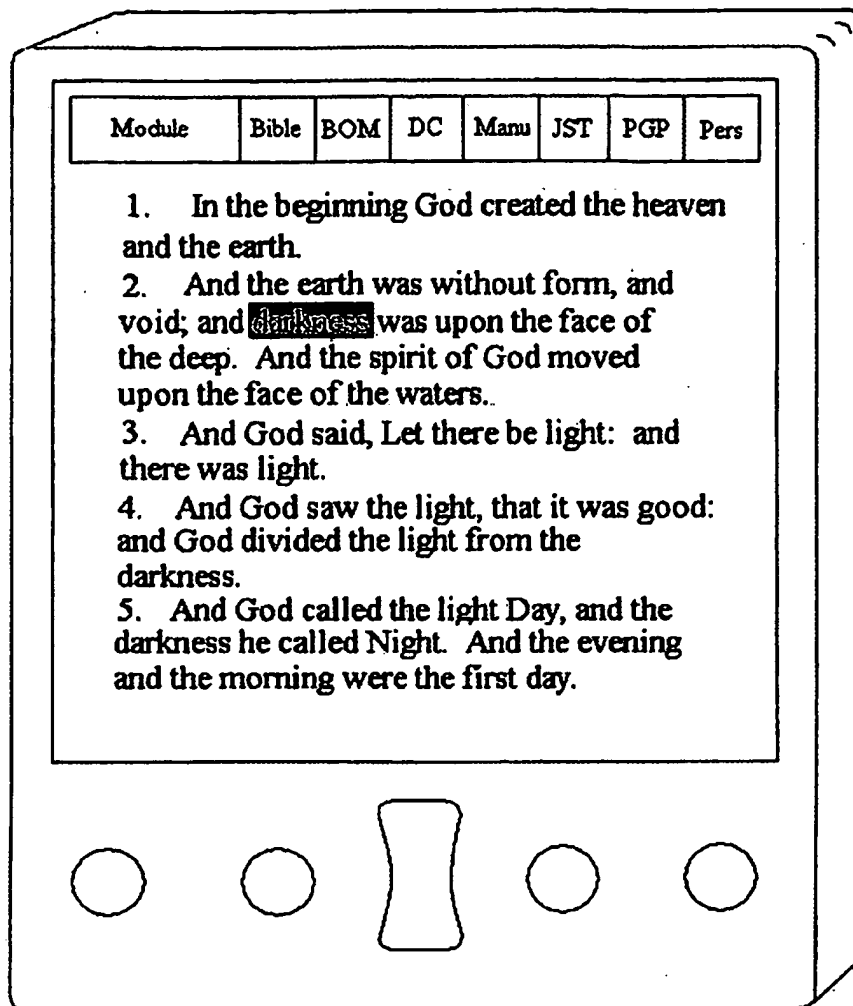 Module Bible BOM DC Manu JST PGP Pers
1. In the beginning God created the heaven
and the earth.
2. And the earth was without form, and
void; and darkness was upon the face of
the deep. And the spirit of God moved
upon the face of the waters..
3. And God said, Let there be light: and
there was light.
4. And God saw the light, that it was good:
and God divided the light from the
darkness.
5. And God called the light Day, and the
darkness he called Night. And the evening
and the morning were the first day.